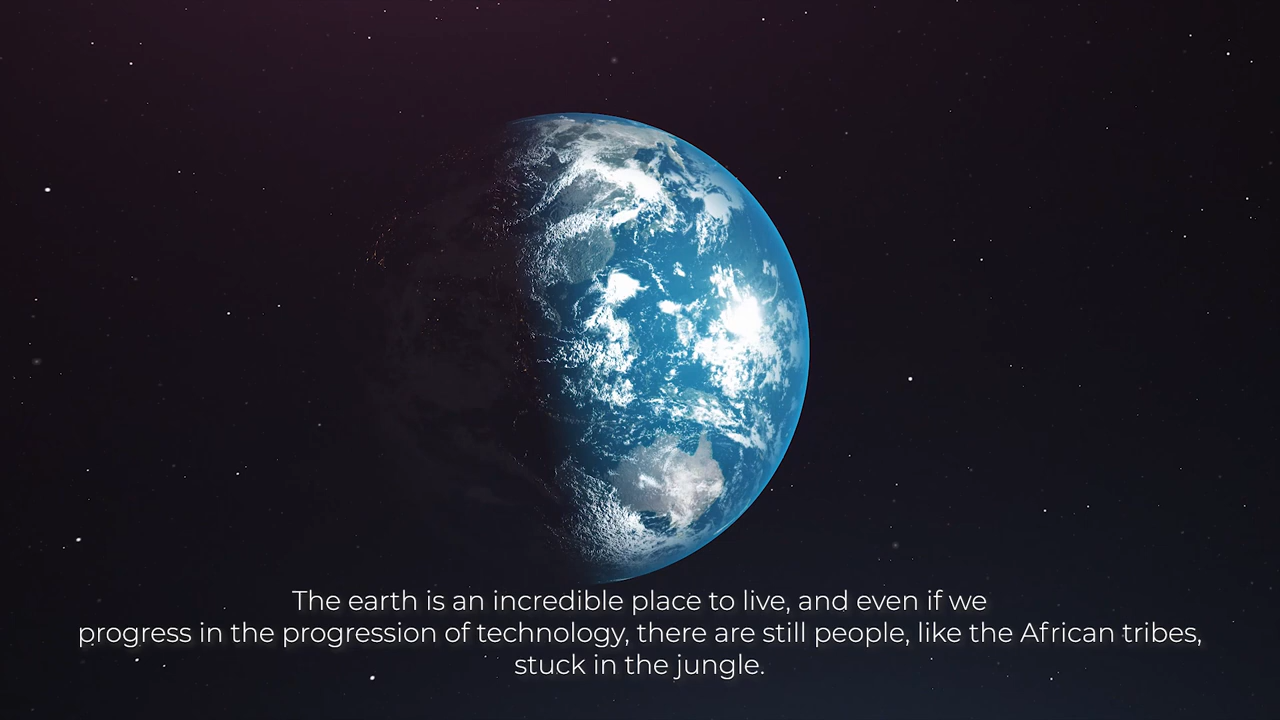 The earth is an incredible place to live, and even if we
progress in the progression of technology, there are still people, like the African tribes,
stuck in the jungle.